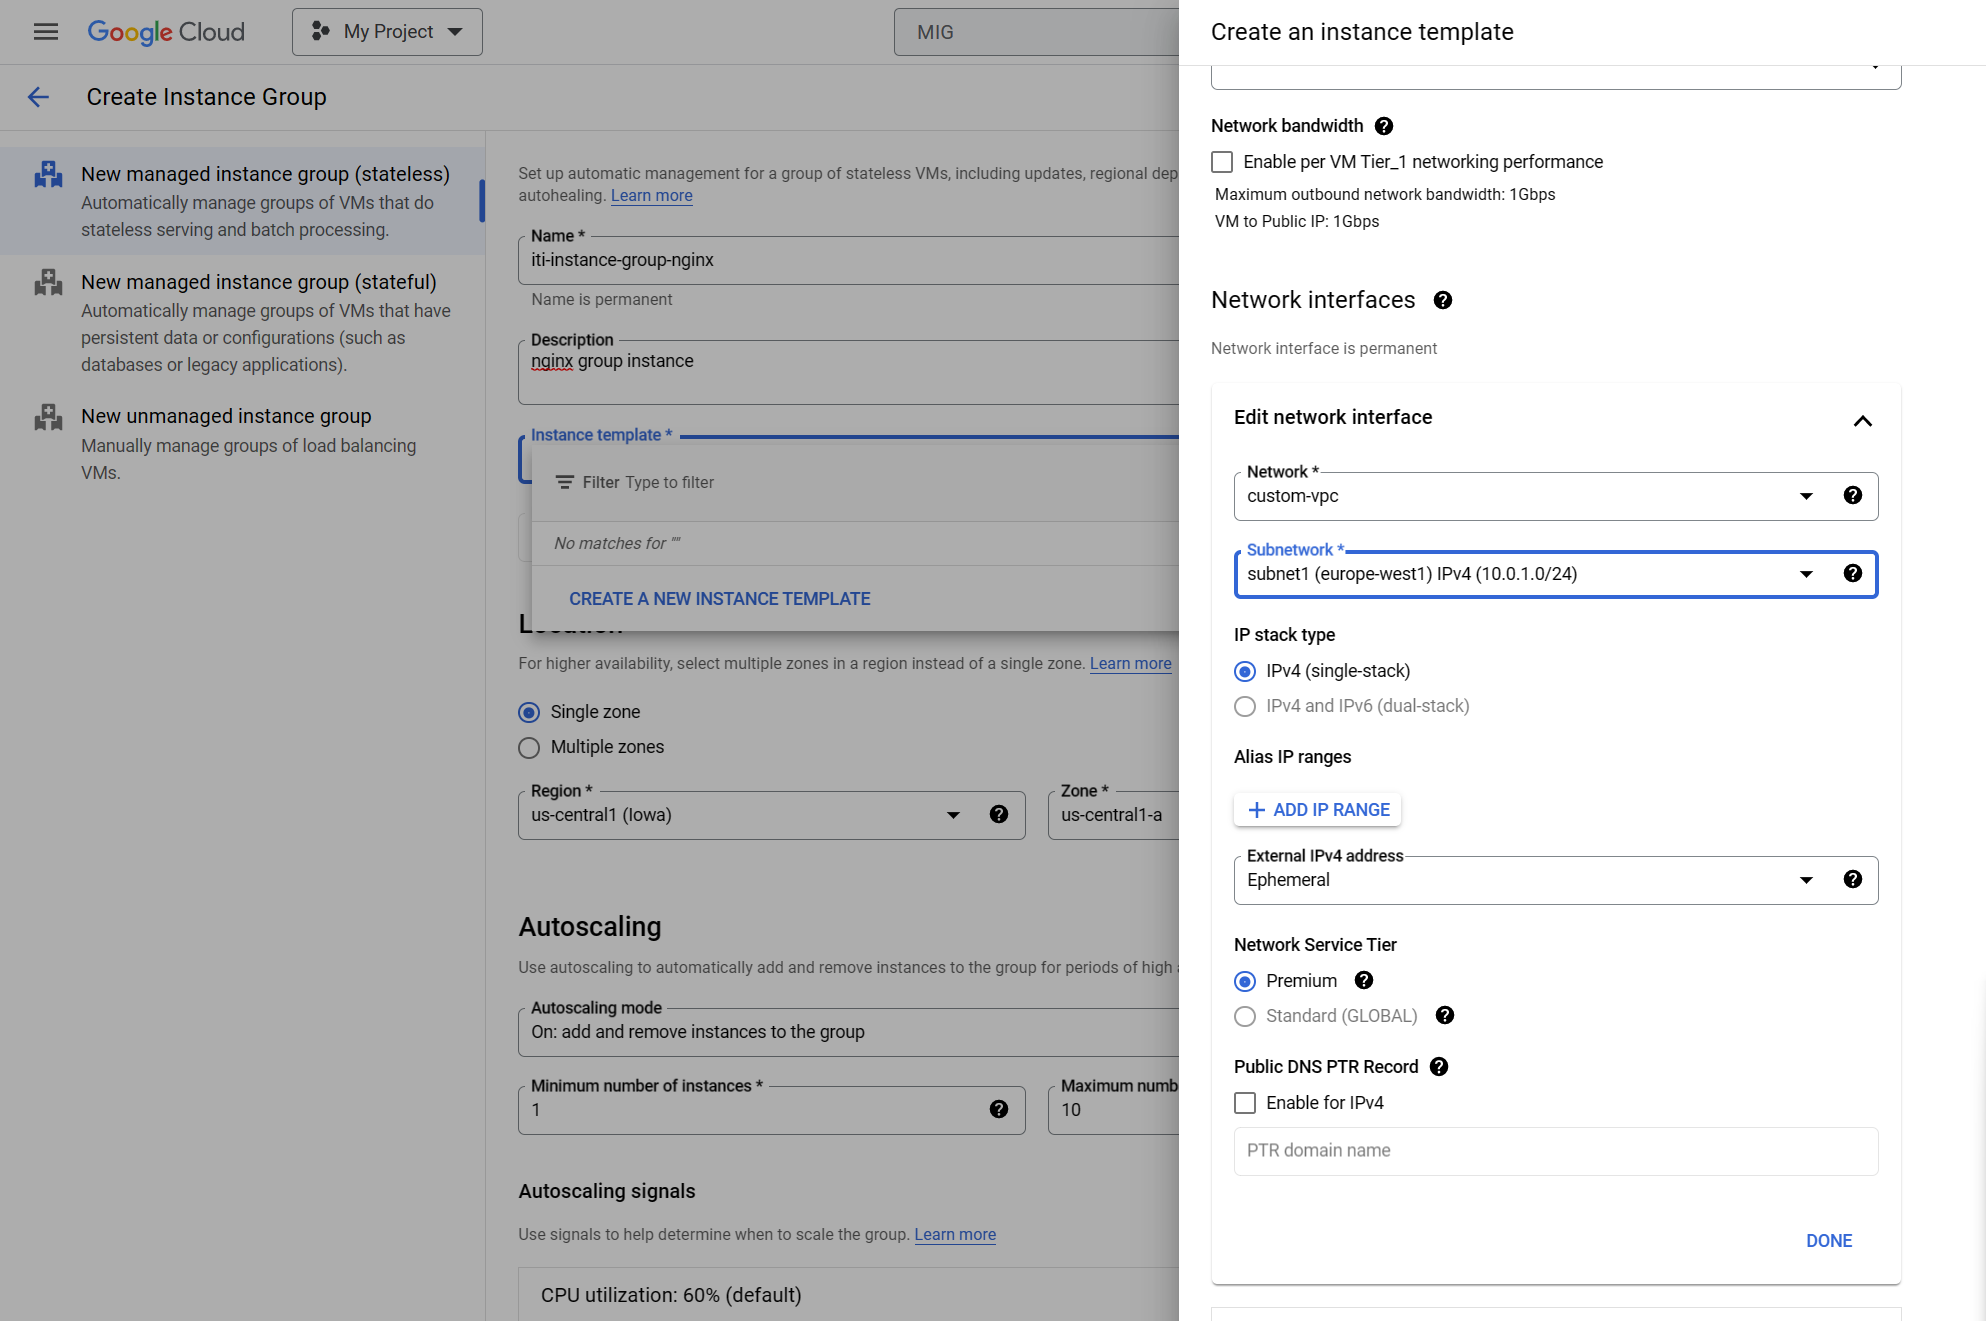 Google Cloud
My Project
MIG
Create Instance Group
New managed instance group (stateless)
Automatically manage groups of VMs that do
stateless serving and batch processing.
New managed instance group (stateful)
Automatically manage groups of VMs that have
persistent data or configurations (such as
databases or legacy applications).
New unmanaged instance group
Manually manage groups of load balancing
VMs.
Set up automatic management for a group of stateless VMs, including updates, regional dep
autohealing. Learn more
Name *
iti-instance-group-nginx
Name is permanent
Description
nginx group instance
Instance template *
Filter Type to filter
No matches for ""
CREATE A NEW INSTANCE TEMPLATE
Location
For higher availability, select multiple zones in a region instead of a single zone. Learn more
Single zone
Multiple zones
Region *
us-central1 (Iowa)
Zone *
us-central1-a
Autoscaling
Use autoscaling to automatically add and remove instances to the group for periods of high
Autoscaling mode
On: add and remove instances to the group
Minimum number of instances *
1
Maximum numb
10
Autoscaling signals
Use signals to help determine when to scale the group. Learn more
CPU utilization: 60% (default)
Create an instance template
Network bandwidth
Enable per VM Tier_1 networking performance
Maximum outbound network bandwidth: 1Gbps
VM to Public IP: 1Gbps
Network interfaces
Network interface is permanent
Edit network interface
Network *
custom-vpc
Subnetwork *
subnet1 (europe-west1) IPv4 (10.0.1.0/24)
IP stack type
IPv4 (single-stack)
IPv4 and IPv6 (dual-stack)
Alias IP ranges
ADD IP RANGE
External IPv4 address
Ephemeral
Network Service Tier
Premium
Standard (GLOBAL)
Public DNS PTR Record
Enable for IPv4
PTR domain name
DONE